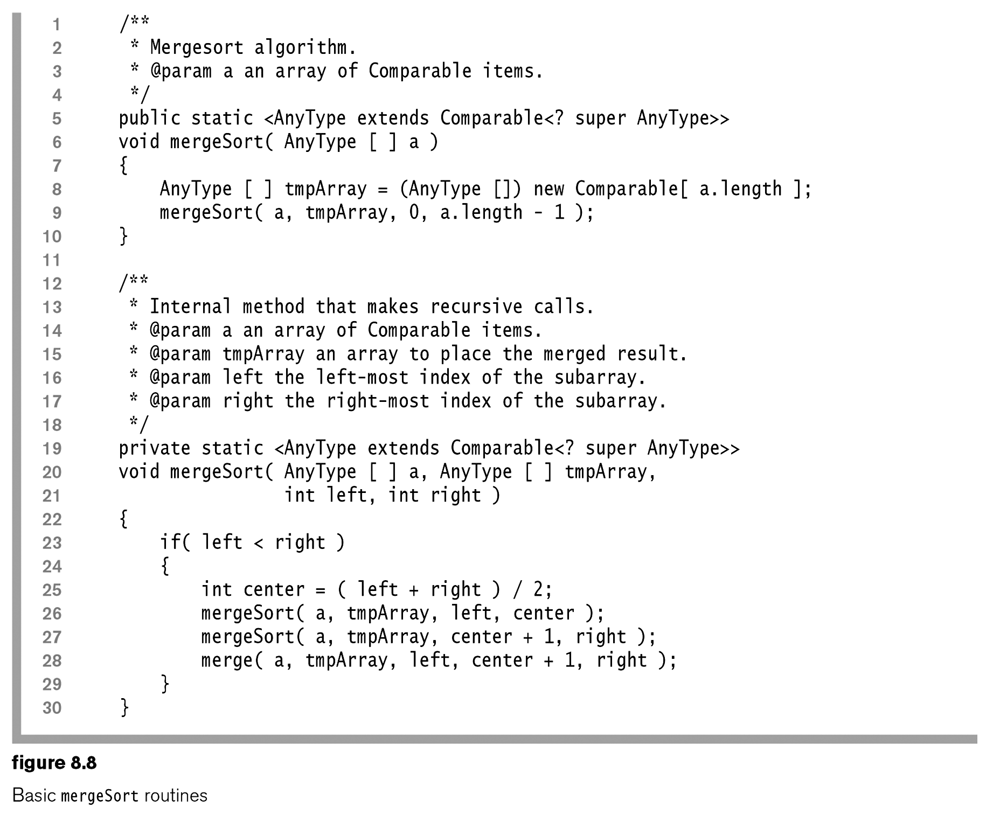 1 /**
2  * Mergesort algorithm.
3  * @param a an array of Comparable items.
4  */
5 public static <AnyType extends Comparable<? super AnyType>>
6 void mergeSort( AnyType [ ] a )
7 {
8     AnyType [ ] tmpArray = (AnyType []) new Comparable[ a.length ];
9     mergeSort( a, tmpArray, 0, a.length - 1 );
10 }
11
12 /**
13  * Internal method that makes recursive calls.
14  * @param a an array of Comparable items.
15  * @param tmpArray an array to place the merged result.
16  * @param left the left-most index of the subarray.
17  * @param right the right-most index of the subarray.
18  */
19 private static <AnyType extends Comparable<? super AnyType>>
20 void mergeSort( AnyType [ ] a, AnyType [ ] tmpArray,
21                 int left, int right )
22 {
23     if( left < right )
24     {
25         int center = ( left + right ) / 2;
26         mergeSort( a, tmpArray, left, center );
27         mergeSort( a, tmpArray, center + 1, right );
28         merge( a, tmpArray, left, center + 1, right );
29     }
30 }
figure 8.8
Basic mergeSort routines